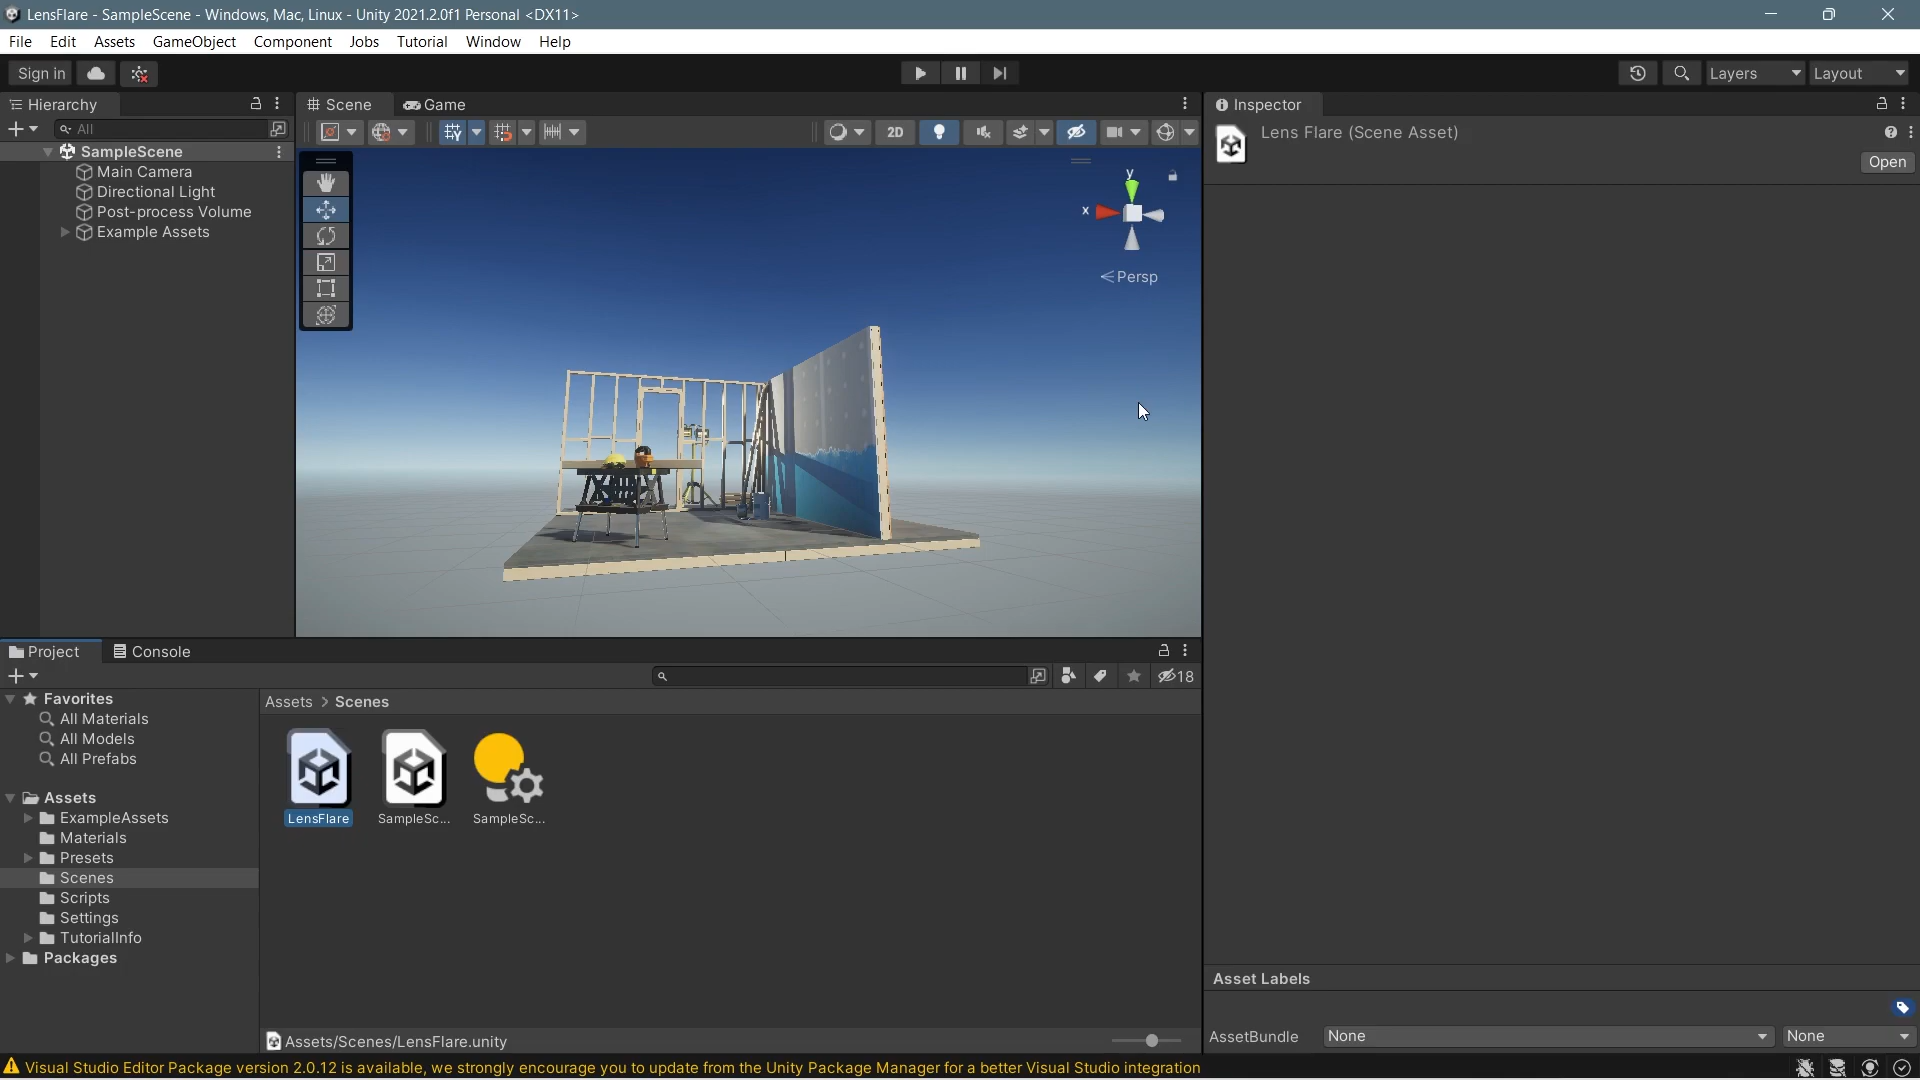 LensFlare - SampleScene - Windows, Mac, Linux - Unity 2021.2.0f1 Personal <DX11>
File Edit Assets GameObject Component Jobs Tutorial Window Help
Sign in
Layers
Layout
Hierarchy
All
SampleScene
Main Camera
Directional Light
Post-process Volume
Example Assets
Scene
Game
2D
y
x
Persp
Inspector
Lens Flare (Scene Asset)
Open
Project
Console
18
Favorites
All Materials
All Models
All Prefabs
Assets
ExampleAssets
Materials
Presets
Scenes
Scripts
Settings
TutorialInfo
Packages
Assets > Scenes
LensFlare
SampleSc...
SampleSc...
Assets/Scenes/LensFlare.unity
Asset Labels
AssetBundle None None
Visual Studio Editor Package version 2.0.12 is available, we strongly encourage you to update from the Unity Package Manager for a better Visual Studio integration